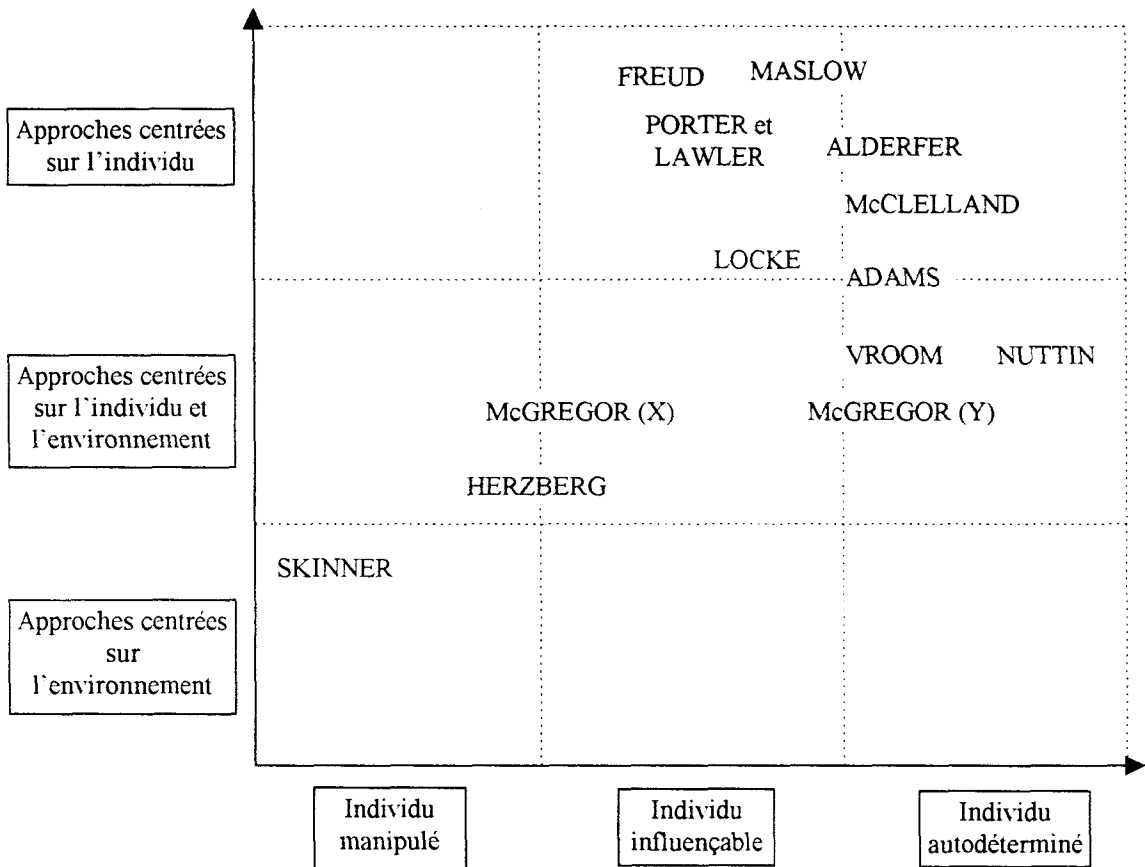 FREUD MASLOW
Approches centrées
sur l'individu
PORTER et
LAWLER
ALDERFER
McCLELLAND
LOCKE
ADAMS
VROOM NUTTIN
Approches centrées
sur l'individu et
l'environnement
McGREGOR (X) McGREGOR (Y)
HERZBERG
SKINNER
Approches centrées
sur
l'environnement
Individu
manipulé
Individu
influençable
Individu
autodéterminé